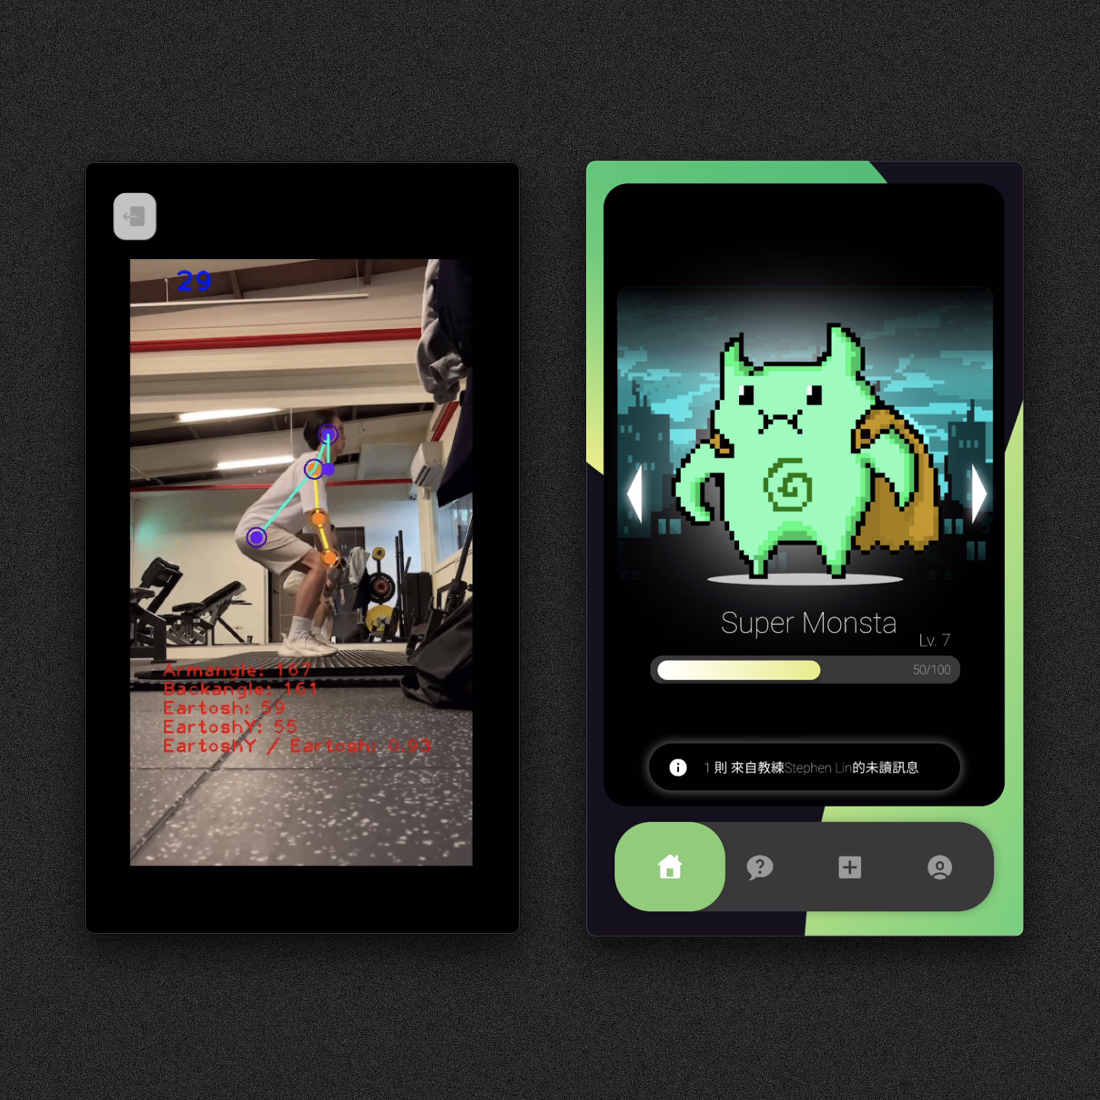 29
Armangle: 167
Backangle: 161
Eartosh: 59
EartoshY: 55
EartoshY / Eartosh: 0.93
Super Monsta
Lv. 7
50/100
1 則 來自教練Stephen Lin的未讀訊息